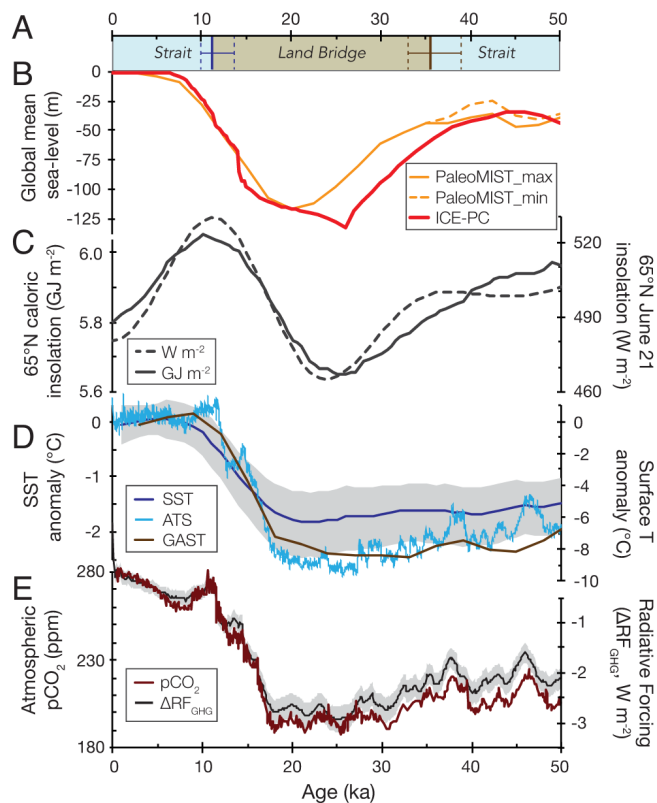 A
0 10 20 30 40 50
Strait Land Bridge Strait
B
Global mean
sea-level (m)
0
-25
-50
-75
-100
-125
PaleoMIST_max
PaleoMIST_min
ICE-PC
C
65°N caloric
insolation (GJ m⁻²)
6.0
5.8
5.6
W m⁻²
GJ m⁻²
520
490
460
65°N June 21
insolation (W m⁻²)
D
SST
anomaly (°C)
0
-1
-2
SST
ATS
GAST
0
-2
-4
-6
-8
-10
Surface T
anomaly (°C)
E
Atmospheric
pCO₂ (ppm)
280
230
180
pCO₂
ΔRF_GHG
-1
-2
-3
Radiative Forcing
(ΔRF_GHG, W m⁻²)
0 10 20 30 40 50
Age (ka)